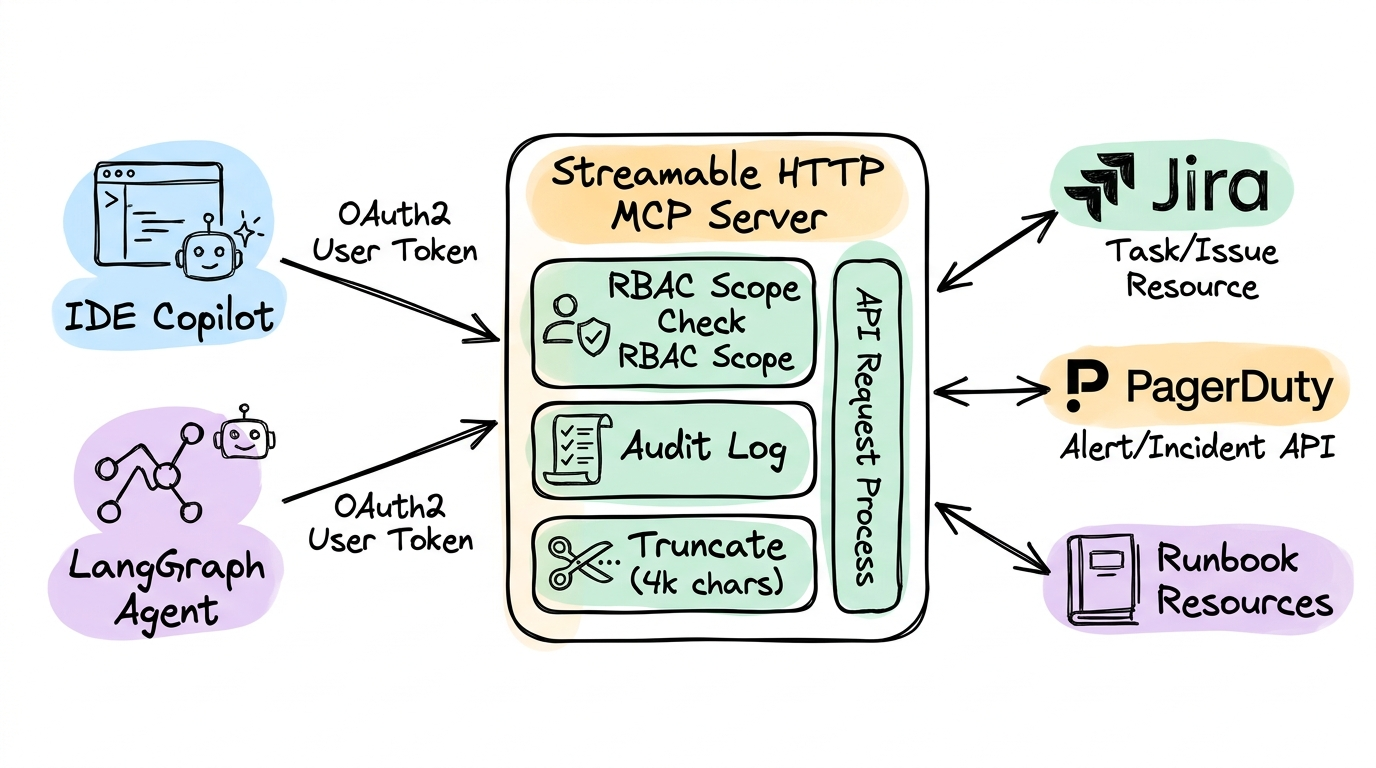 IDE Copilot
OAuth2
User Token
LangGraph
Agent
OAuth2
User Token
Streamable HTTP
MCP Server
RBAC Scope
Check
RBAC Scope
Audit Log
Truncate
(4k chars)
API Request Process
Jira
Task/Issue
Resource
PagerDuty
Alert/Incident API
Runbook
Resources